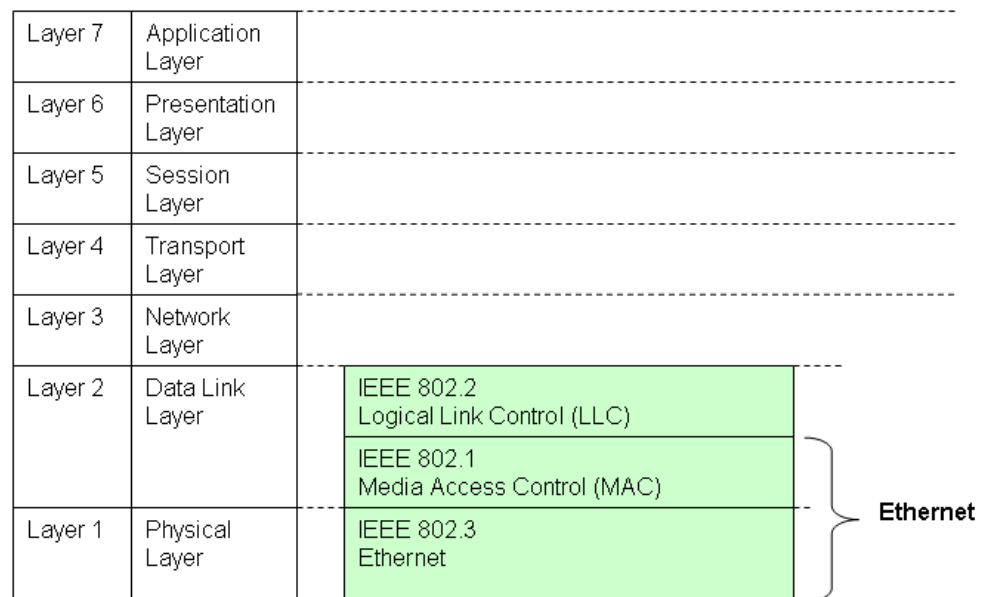 Layer 7
Application
Layer
Layer 6
Presentation
Layer
Layer 5
Session
Layer
Layer 4
Transport
Layer
Layer 3
Network
Layer
Layer 2
Data Link
Layer
IEEE 802.2
Logical Link Control (LLC)
IEEE 802.1
Media Access Control (MAC)
Layer 1
Physical
Layer
IEEE 802.3
Ethernet
Ethernet